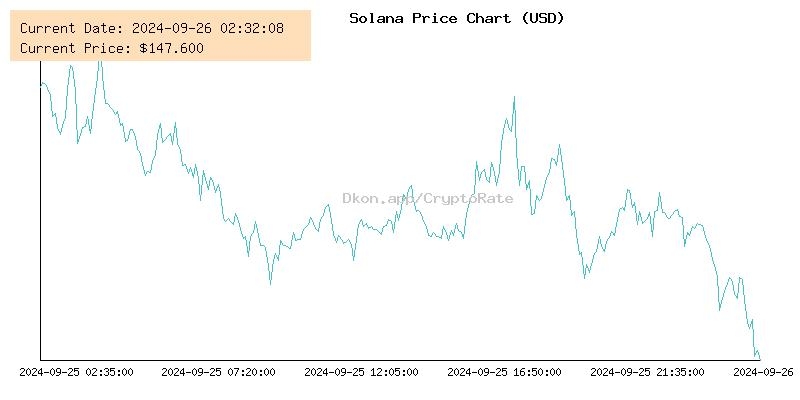 Solana Price Chart (USD)
Current Date: 2024-09-26 02:32:08
Current Price: $147.600
Dkon.app/CryptoRate
2024-09-25 02:35:00 2024-09-25 07:20:00 2024-09-25 12:05:00 2024-09-25 16:50:00 2024-09-25 21:35:00 2024-09-26